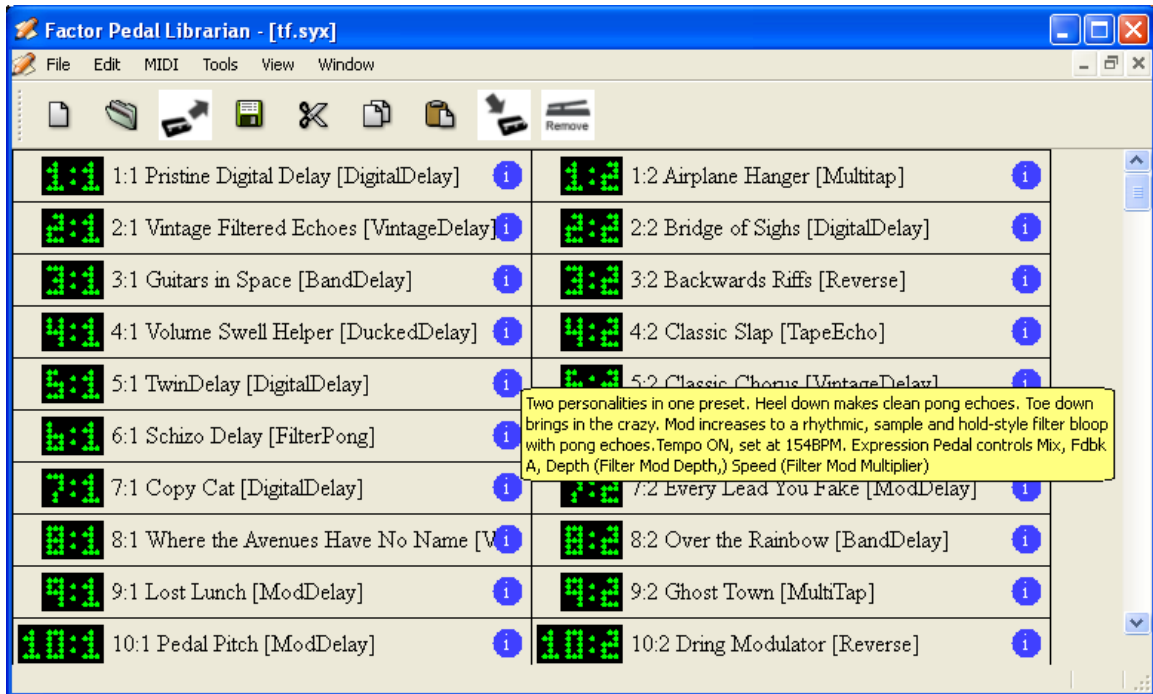 Factor Pedal Librarian - [tf.syx]
File Edit MIDI Tools View Window
Remove
1:1 1:1 Pristine Digital Delay [DigitalDelay] i 1:2 1:2 Airplane Hanger [Multitap] i
2:1 2:1 Vintage Filtered Echoes [VintageDelay] i 2:2 2:2 Bridge of Sighs [DigitalDelay] i
3:1 3:1 Guitars in Space [BandDelay] i 3:2 3:2 Backwards Riffs [Reverse] i
4:1 4:1 Volume Swell Helper [DuckedDelay] i 4:2 4:2 Classic Slap [TapeEcho] i
5:1 5:1 TwinDelay [DigitalDelay] i 5:2 5:2 Classic Chorus [VintageDelay] i
Two personalities in one preset. Heel down makes clean pong echoes. Toe down
brings in the crazy. Mod increases to a rhythmic, sample and hold-style filter bloop
with pong echoes.Tempo ON, set at 154BPM. Expression Pedal controls Mix, Fdbk
A, Depth (Filter Mod Depth,) Speed (Filter Mod Multiplier)
6:1 6:1 Schizo Delay [FilterPong]
7:1 7:1 Copy Cat [DigitalDelay] i 7:2 7:2 Every Lead You Fake [ModDelay] i
8:1 8:1 Where the Avenues Have No Name [V i 8:2 8:2 Over the Rainbow [BandDelay] i
9:1 9:1 Lost Lunch [ModDelay] i 9:2 9:2 Ghost Town [MultiTap] i
10:1 10:1 Pedal Pitch [ModDelay] i 10:2 10:2 Dring Modulator [Reverse] i